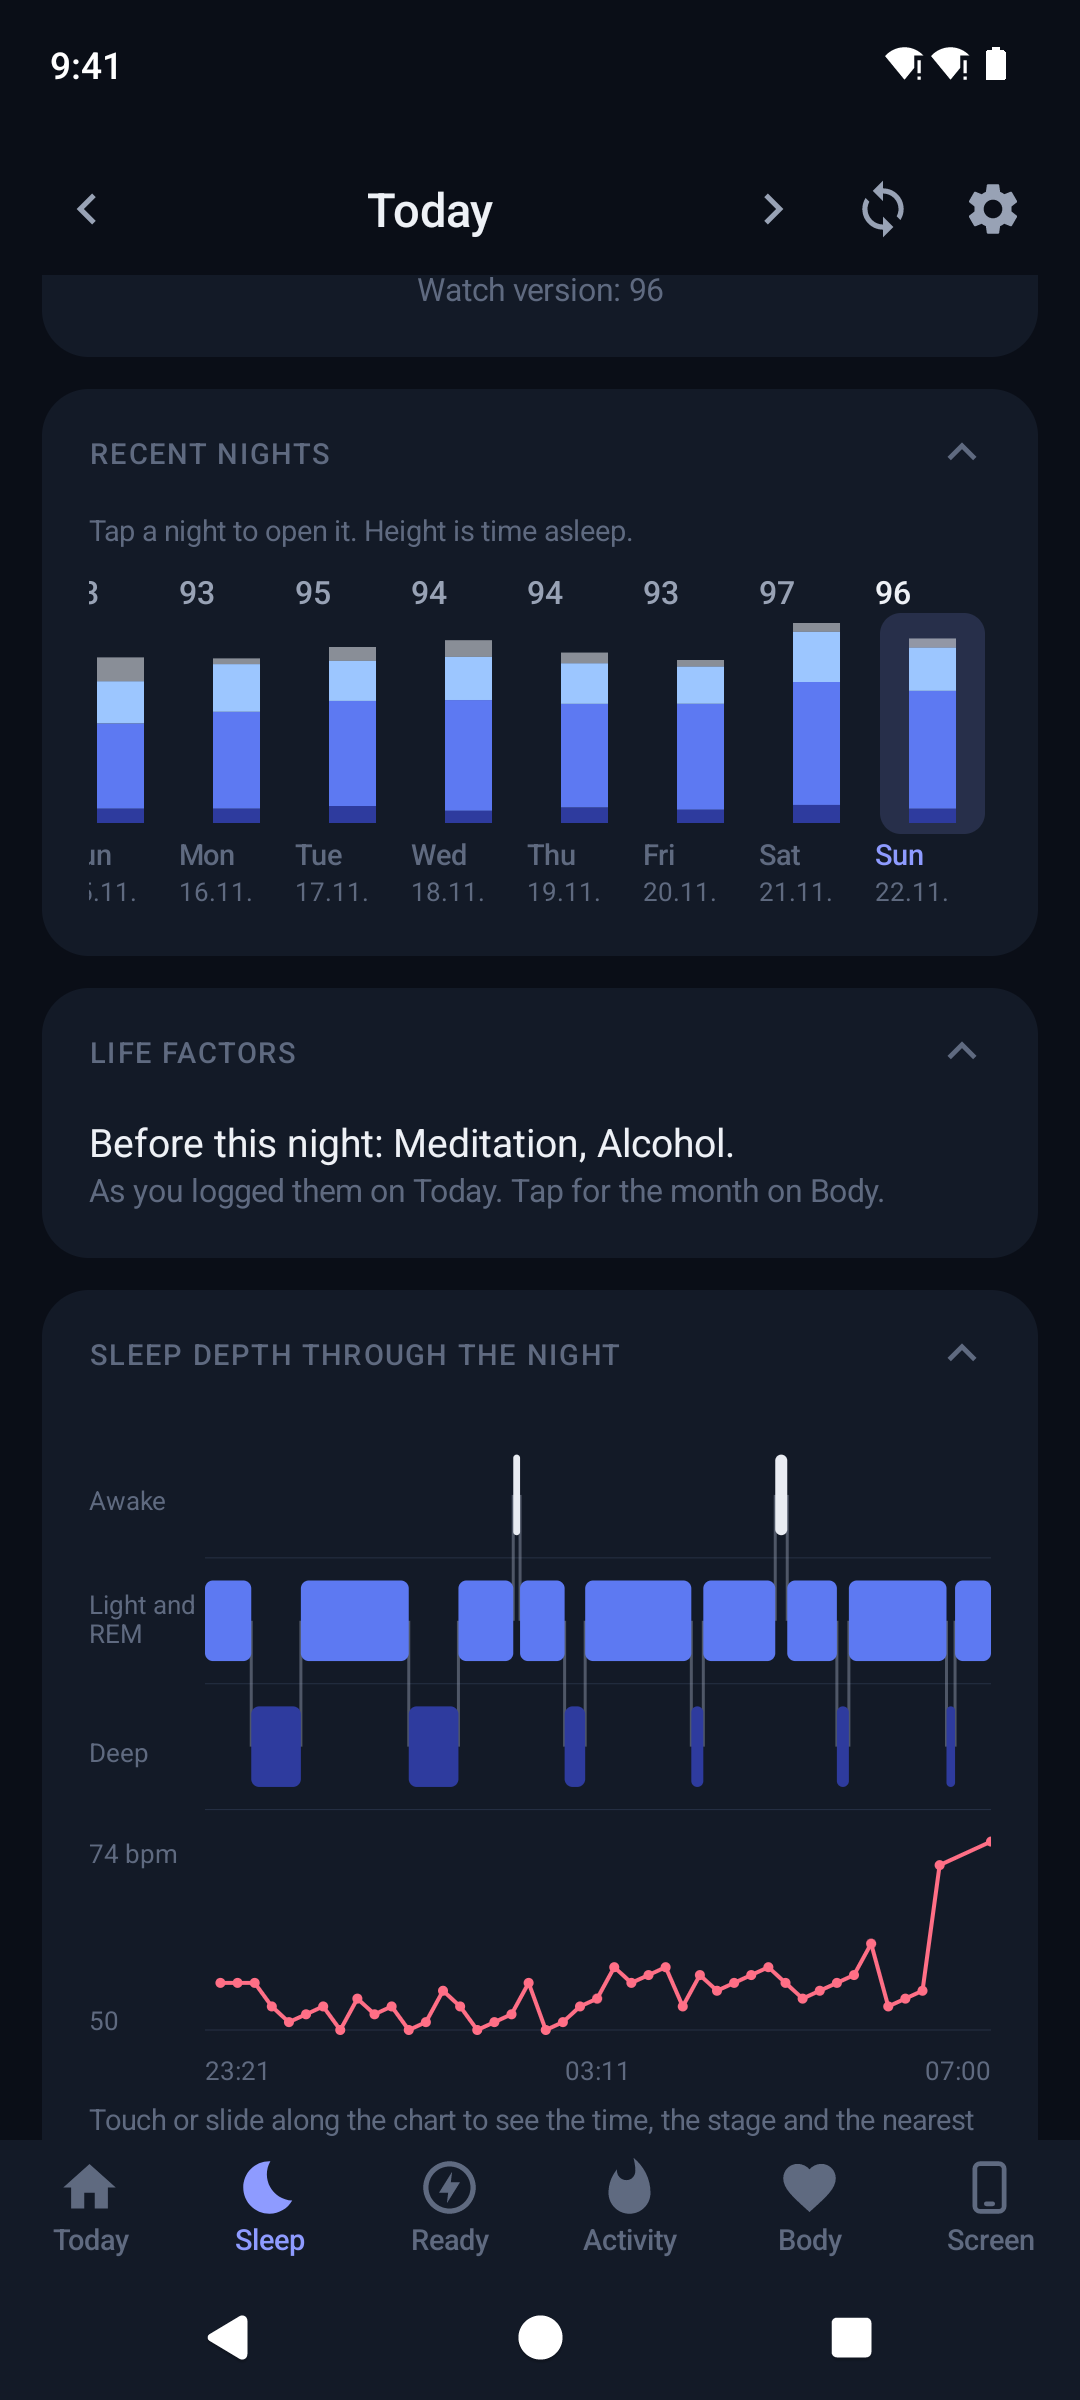 9:41
Today
Watch version: 96
RECENT NIGHTS
Tap a night to open it. Height is time asleep.
93 95 94 94 93 97 96
Mon Tue Wed Thu Fri Sat Sun
16.11. 17.11. 18.11. 19.11. 20.11. 21.11. 22.11.
LIFE FACTORS
Before this night: Meditation, Alcohol.
As you logged them on Today. Tap for the month on Body.
SLEEP DEPTH THROUGH THE NIGHT
Awake
Light and
REM
Deep
74 bpm
50
23:21 03:11 07:00
Touch or slide along the chart to see the time, the stage and the nearest
Today Sleep Ready Activity Body Screen